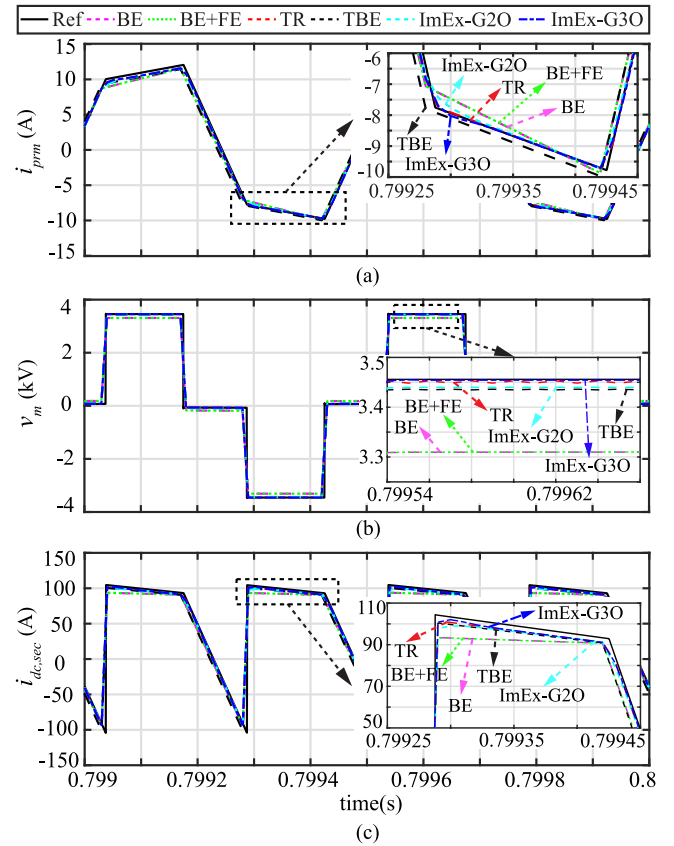 Ref BE BE+FE TR TBE ImEx-G2O ImEx-G3O
15
10
5
0
-5
-10
-15
i_prm (A)
-6
-7
-8
-9
-10
ImEx-G2O
BE+FE
TR
BE
TBE
ImEx-G3O
0.79925 0.79935 0.79945
(a)
4
2
0
-2
-4
v_m (kV)
3.5
3.4
3.3
BE+FE
TR
BE
ImEx-G2O
TBE
ImEx-G3O
0.79954 0.79962
(b)
150
100
50
0
-50
-100
-150
i_dc,sec (A)
110
90
70
50
ImEx-G3O
TR
BE+FE
TBE
BE
ImEx-G2O
0.79925 0.79935 0.79945
0.799 0.7992 0.7994 0.7996 0.7998 0.8
time(s)
(c)